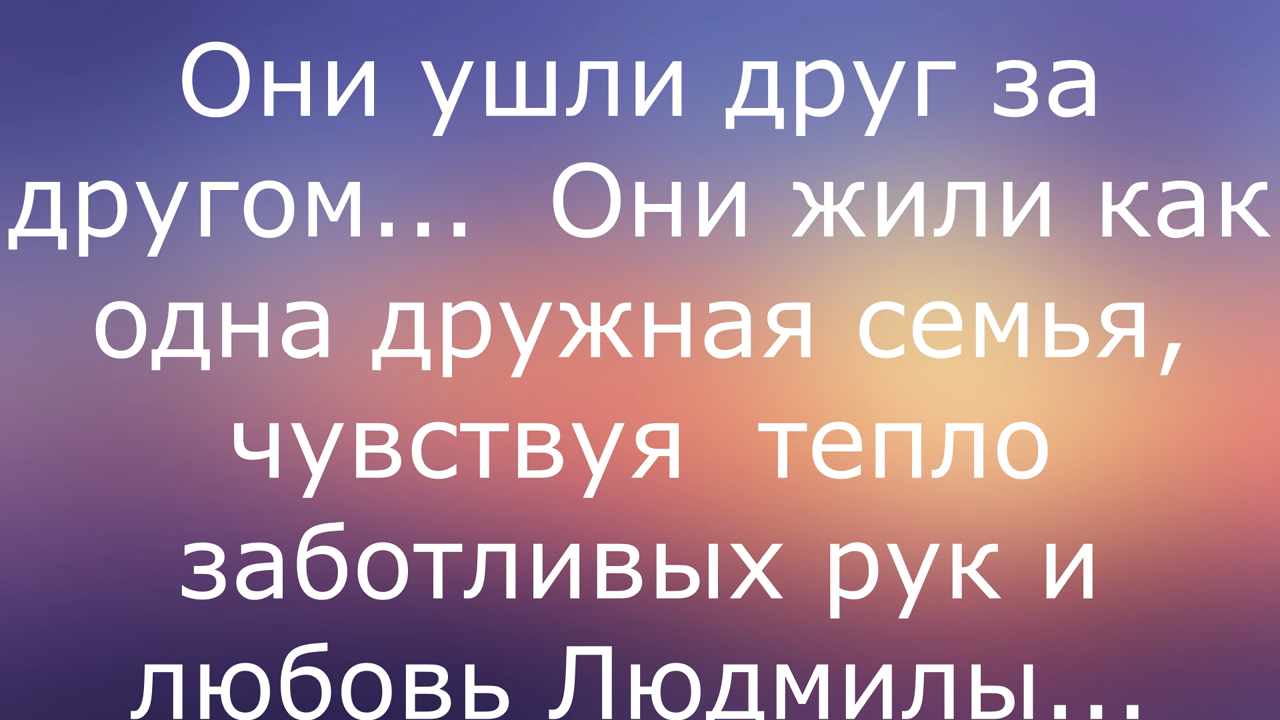 Они ушли друг за
другом...  Они жили как
одна дружная семья,
чувствуя  тепло
заботливых рук и
любовь Людмилы...